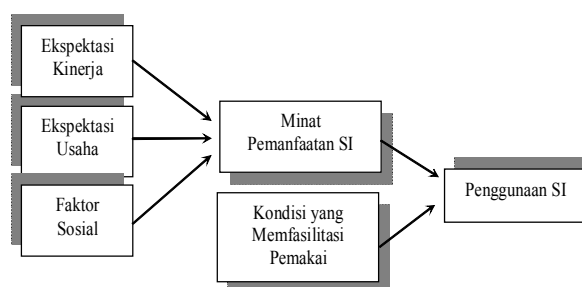 Ekspektasi
Kinerja
Ekspektasi
Usaha
Faktor
Sosial
Minat
Pemanfaatan SI
Kondisi yang
Memfasilitasi
Pemakai
Penggunaan SI